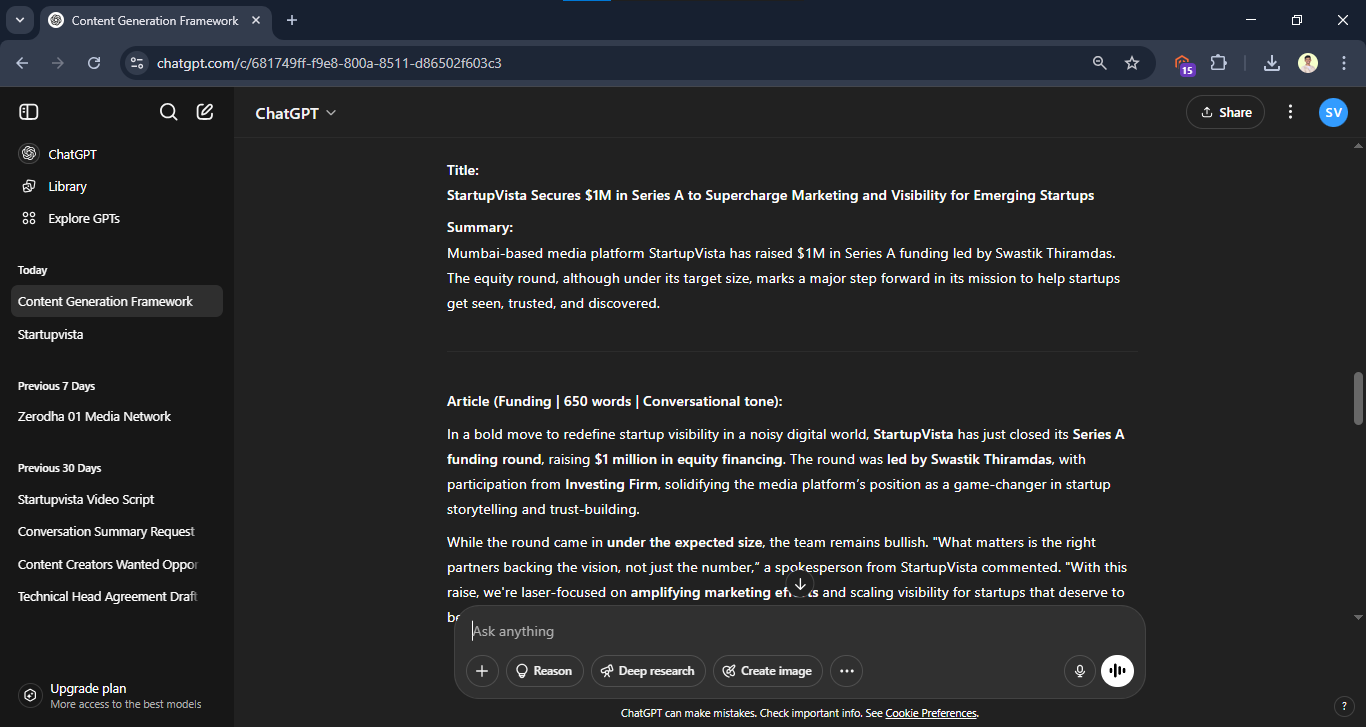 Content Generation Framework
chatgpt.com/c/681749ff-f9e8-800a-8511-d86502f603c3
15
ChatGPT
Library
Explore GPTs
Today
Content Generation Framework
Startupvista
Previous 7 Days
Zerodha 01 Media Network
Previous 30 Days
Startupvista Video Script
Conversation Summary Request
Content Creators Wanted Oppor
Technical Head Agreement Draft
Upgrade plan
More access to the best models
ChatGPT
Share
SV
Title:
StartupVista Secures $1M in Series A to Supercharge Marketing and Visibility for Emerging Startups
Summary:
Mumbai-based media platform StartupVista has raised $1M in Series A funding led by Swastik Thiramdas.
The equity round, although under its target size, marks a major step forward in its mission to help startups
get seen, trusted, and discovered.
Article (Funding | 650 words | Conversational tone):
In a bold move to redefine startup visibility in a noisy digital world, StartupVista has just closed its Series A
funding round, raising $1 million in equity financing. The round was led by Swastik Thiramdas, with
participation from Investing Firm, solidifying the media platform's position as a game-changer in startup
storytelling and trust-building.
While the round came in under the expected size, the team remains bullish. "What matters is the right
partners backing the vision, not just the number," a spokesperson from StartupVista commented. "With this
raise, we're laser-focused on amplifying marketing and scaling visibility for startups that deserve to
Ask anything
Reason
Deep research
Create image
ChatGPT can make mistakes. Check important info. See Cookie Preferences.
?